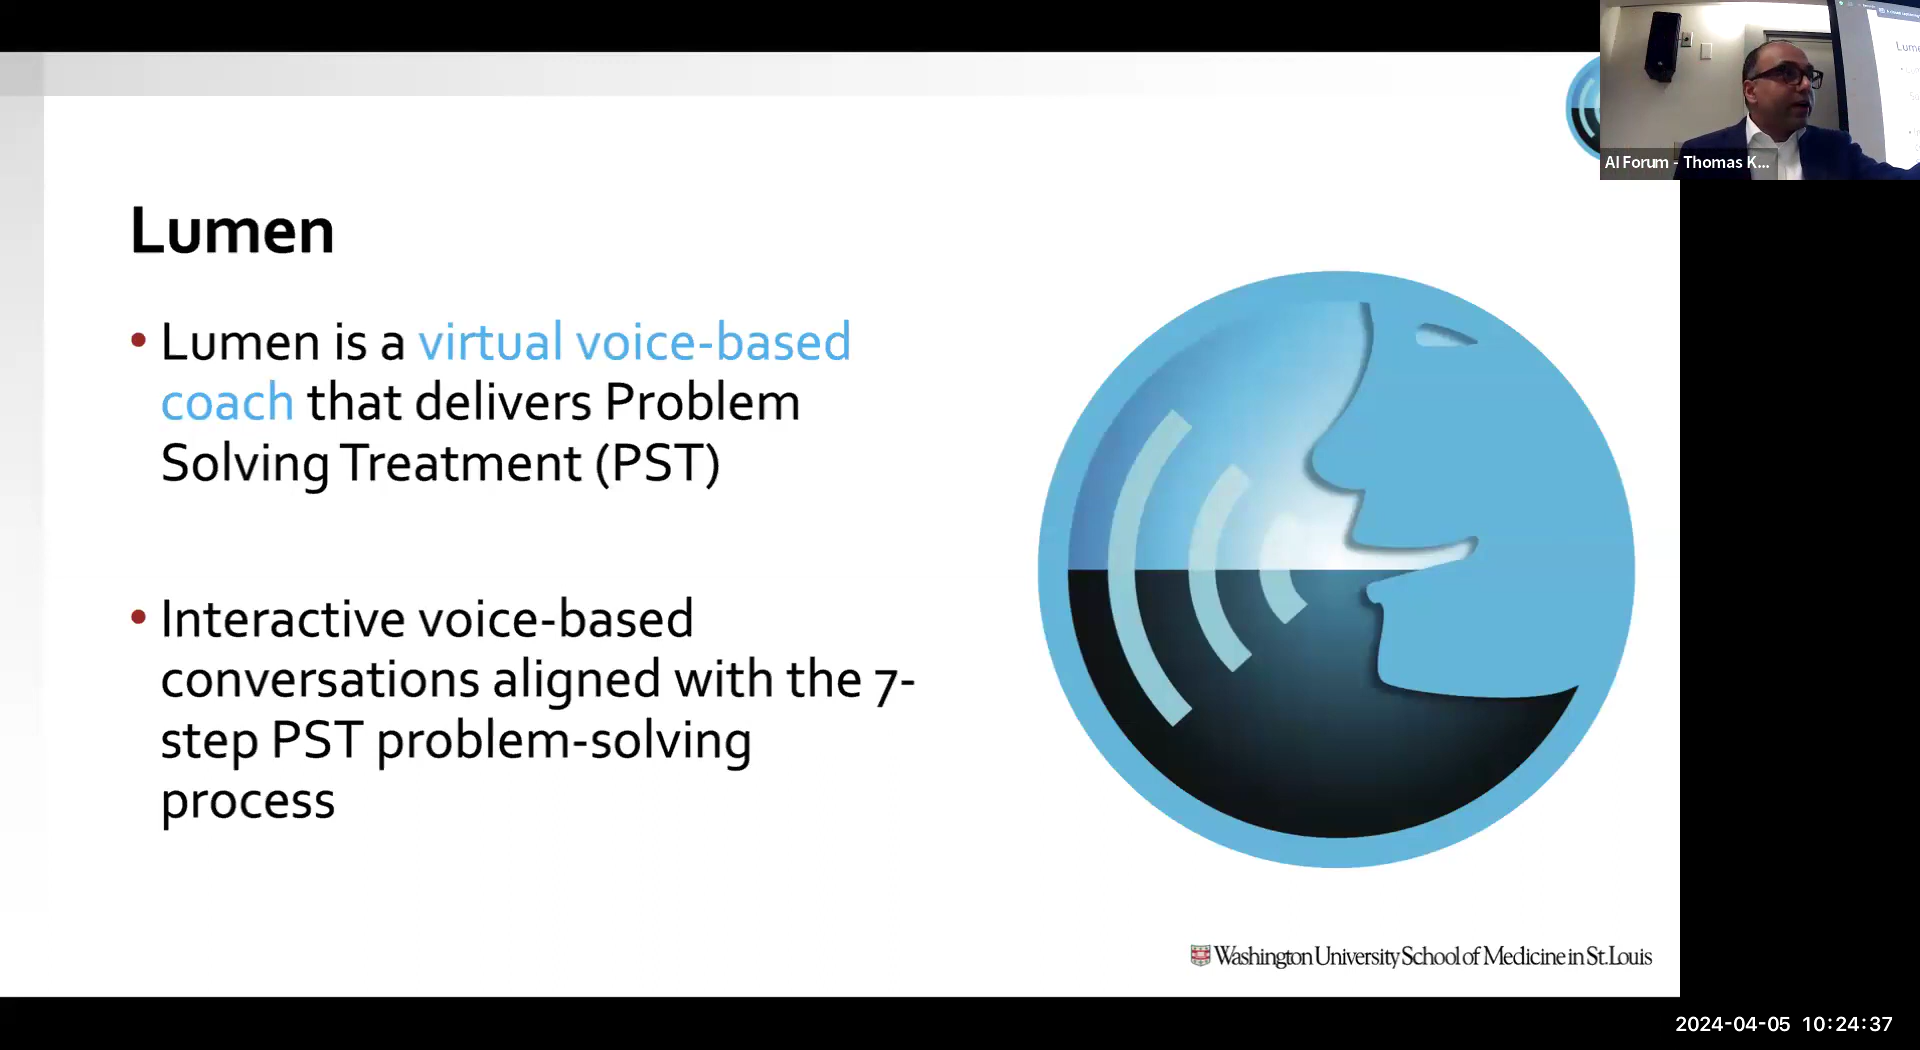 AI Forum - Thomas K...
Lumen
• Lumen is a virtual voice-based
coach that delivers Problem
Solving Treatment (PST)
• Interactive voice-based
conversations aligned with the 7-
step PST problem-solving
process
Washington University School of Medicine in St. Louis
2024-04-05 10:24:37